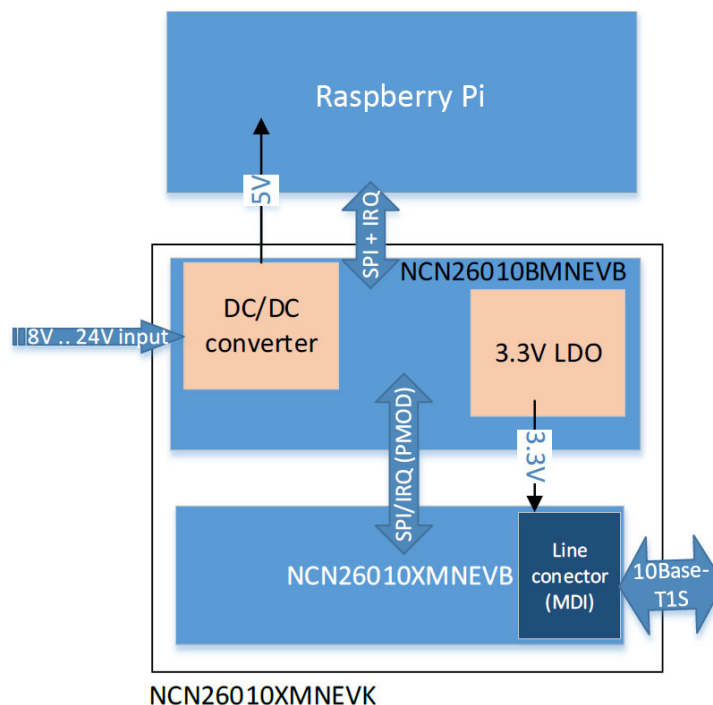 Raspberry Pi
5V
SPI + IRQ
NCN26010BMNEVB
DC/DC
converter
8V .. 24V input
3.3V LDO
3.3V
SPI/IRQ (PMOD)
NCN26010XMNEVB
Line
conector
(MDI)
10Base-
T1S
NCN26010XMNEVK